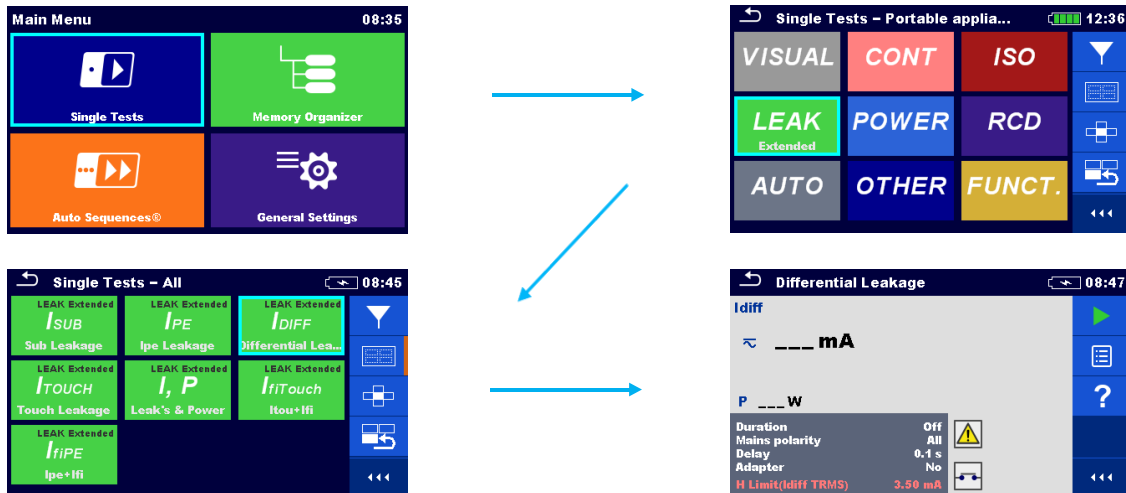 Main Menu 08:35
Single Tests
Memory Organizer
Auto Sequences®
General Settings
Single Tests – Portable applia... 12:36
VISUAL CONT ISO
LEAK POWER RCD
Extended
AUTO OTHER FUNCT.
Single Tests – All 08:45
LEAK Extended LEAK Extended LEAK Extended
ISUB IPE IDIFF
Sub Leakage Ipe Leakage Differential Lea...
LEAK Extended LEAK Extended LEAK Extended
ITOUCH I, P IfiTouch
Touch Leakage Leak's & Power Itou+Ifi
LEAK Extended
IfiPE
Ipe+Ifi
Differential Leakage 08:47
Idiff
___ mA
P ___ W
Duration Off
Mains polarity All
Delay 0.1 s
Adapter No
H Limit(Idiff TRMS) 3.50 mA
?